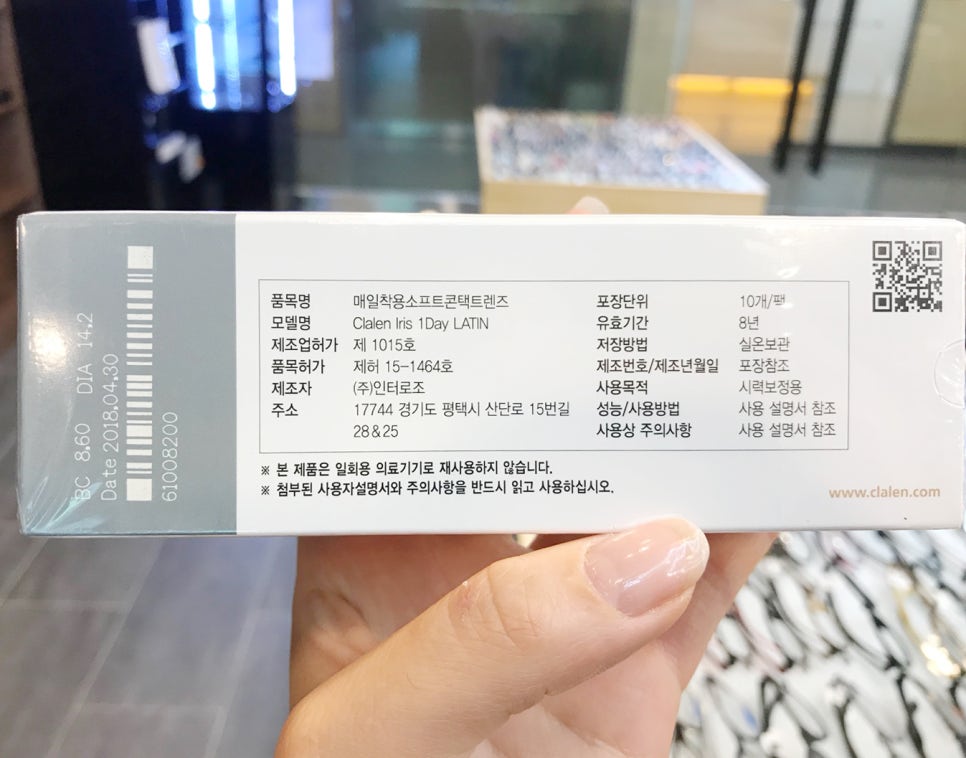 BC 8.60 DIA 14.2
Date 2018.04.30
61008200
품목명 매일착용소프트콘택트렌즈
모델명 Clalen Iris 1Day LATIN
제조업허가 제 1015호
품목허가 제허 15-1464호
제조자 (주)인터로조
주소 17744 경기도 평택시 산단로 15번길
28&25
포장단위 10개/팩
유효기간 8년
저장방법 실온보관
제조번호/제조년월일 포장참조
사용목적 시력보정용
성능/사용방법 사용 설명서 참조
사용상 주의사항 사용 설명서 참조
※ 본 제품은 일회용 의료기기로 재사용하지 않습니다.
※ 첨부된 사용자설명서와 주의사항을 반드시 읽고 사용하십시오.
www.clalen.com